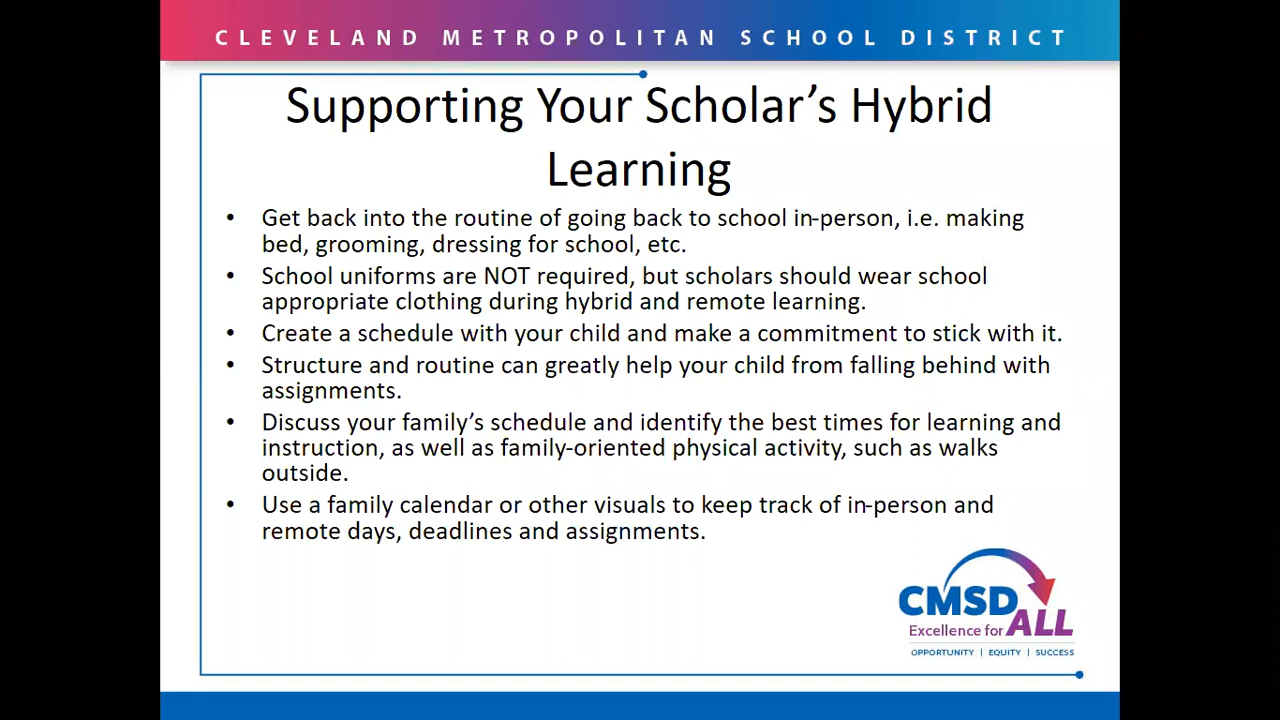 CLEVELAND METROPOLITAN SCHOOL DISTRICT
Supporting Your Scholar’s Hybrid
Learning
• Get back into the routine of going back to school in-person, i.e. making
bed, grooming, dressing for school, etc.
• School uniforms are NOT required, but scholars should wear school
appropriate clothing during hybrid and remote learning.
• Create a schedule with your child and make a commitment to stick with it.
• Structure and routine can greatly help your child from falling behind with
assignments.
• Discuss your family’s schedule and identify the best times for learning and
instruction, as well as family-oriented physical activity, such as walks
outside.
• Use a family calendar or other visuals to keep track of in-person and
remote days, deadlines and assignments.
CMSD
Excellence for ALL
OPPORTUNITY | EQUITY | SUCCESS